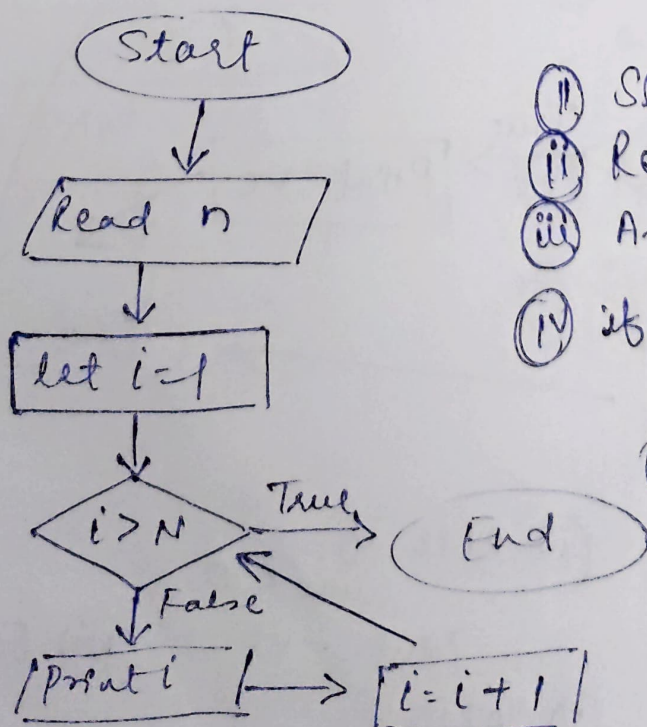 Start
Read n
let i=1
i > N
True
End
False
Print i
i = i + 1
ii
Re
iii
A
iv if